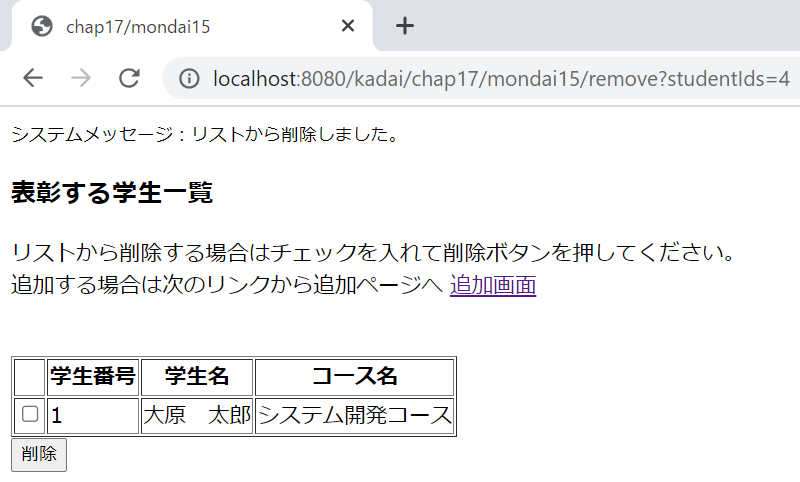 chap17/mondai15
localhost:8080/kadai/chap17/mondai15/remove?studentIds=4
システムメッセージ：リストから削除しました。
表彰する学生一覧
リストから削除する場合はチェックを入れて削除ボタンを押してください。
追加する場合は次のリンクから追加ページへ 追加画面
学生番号 学生名 コース名
1 大原　太郎 システム開発コース
削除